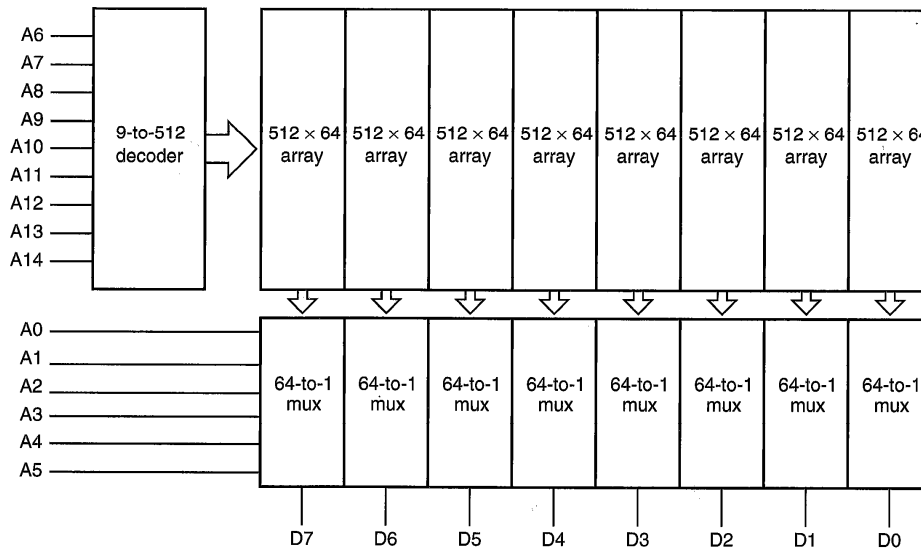 A6
A7
A8
A9
A10
A11
A12
A13
A14
9-to-512
decoder
512 × 64 512 × 64 512 × 64 512 × 64 512 × 64 512 × 64 512 × 64 512 × 64
array array array array array array array array
A0
A1
A2
A3
A4
A5
64-to-1 64-to-1 64-to-1 64-to-1 64-to-1 64-to-1 64-to-1 64-to-1
mux mux mux mux mux mux mux mux
D7 D6 D5 D4 D3 D2 D1 D0